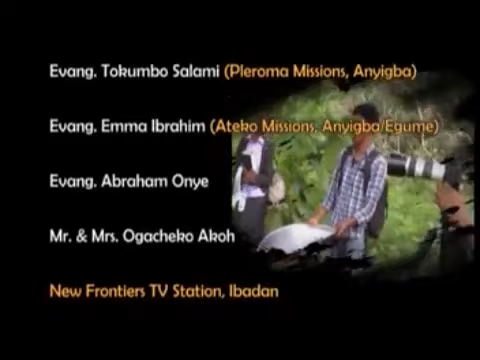 Evang. Tokumbo Salami (Pleroma Missions, Anyigba)
Evang. Emma Ibrahim (Ateko Missions, Anyigba/Egume)
Evang. Abraham Onye
Mr. & Mrs. Ogacheko Akoh
New Frontiers TV Station, Ibadan